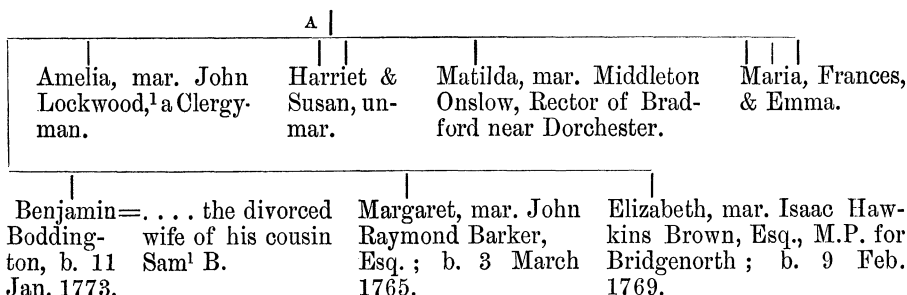 A
Amelia, mar. John
Lockwood,¹ a Clergy-
man.
Harriet &
Susan, un-
mar.
Matilda, mar. Middleton
Onslow, Rector of Brad-
ford near Dorchester.
Maria, Frances,
& Emma.
Benjamin=.... the divorced
Bodding- wife of his cousin
ton, b. 11 Samˡ B.
Jan. 1773.
Margaret, mar. John
Raymond Barker,
Esq.; b. 3 March
1765.
Elizabeth, mar. Isaac Haw-
kins Brown, Esq., M.P. for
Bridgenorth; b. 9 Feb.
1769.